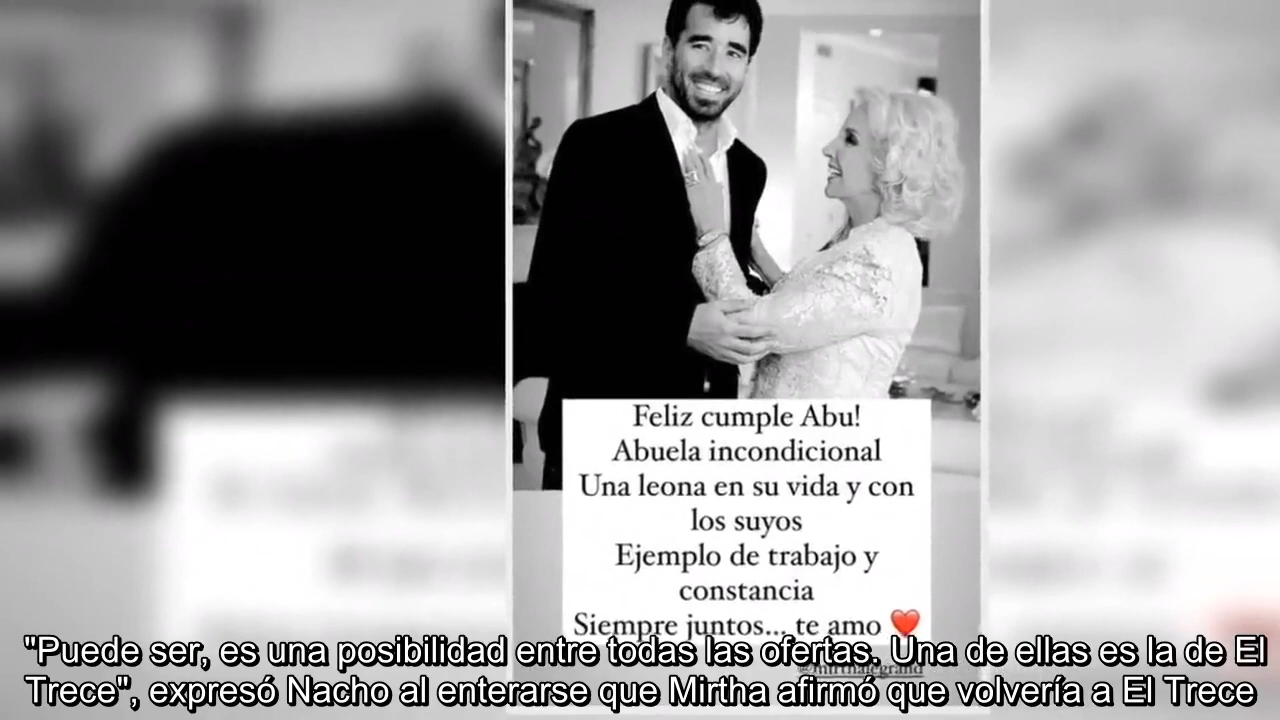 Feliz cumple Abu!
Abuela incondicional
Una leona en su vida y con
los suyos
Ejemplo de trabajo y
constancia
Siempre juntos... te amo ❤️
@mirthalegrand
"Puede ser, es una posibilidad entre todas las ofertas. Una de ellas es la de El
Trece", expresó Nacho al enterarse que Mirtha afirmó que volvería a El Trece